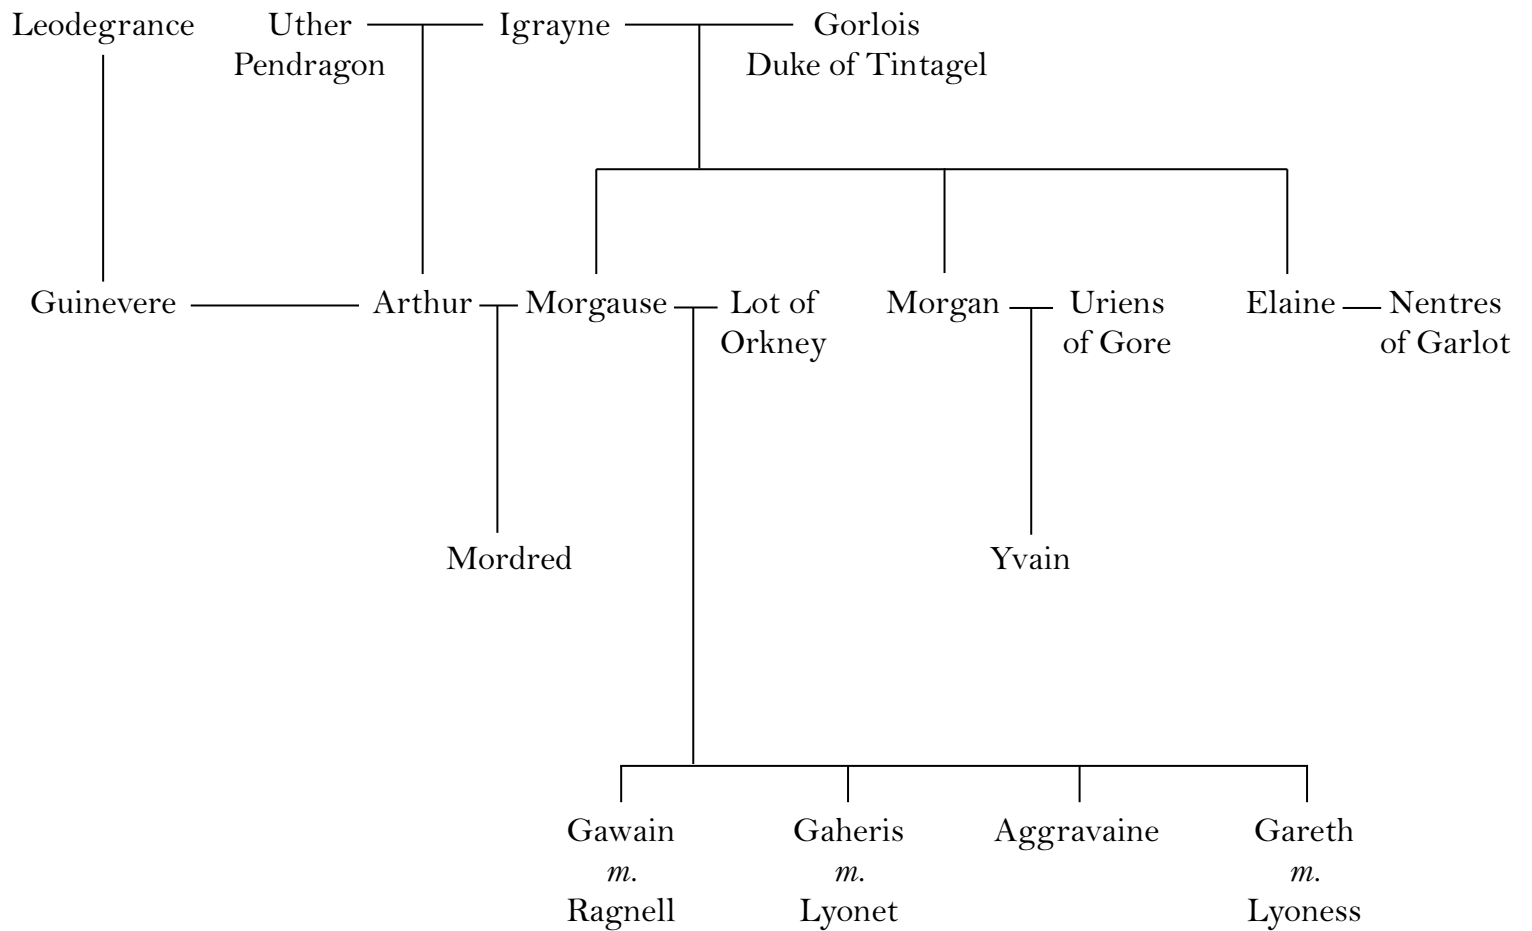 Leodegrance
Uther
Pendragon
Igrayne
Gorlois
Duke of Tintagel
Guinevere
Arthur
Morgause
Lot of
Orkney
Morgan
Uriens
of Gore
Elaine
Nentres
of Garlot
Mordred
Yvain
Gawain
m.
Ragnell
Gaheris
m.
Lyonet
Aggravaine
Gareth
m.
Lyoness